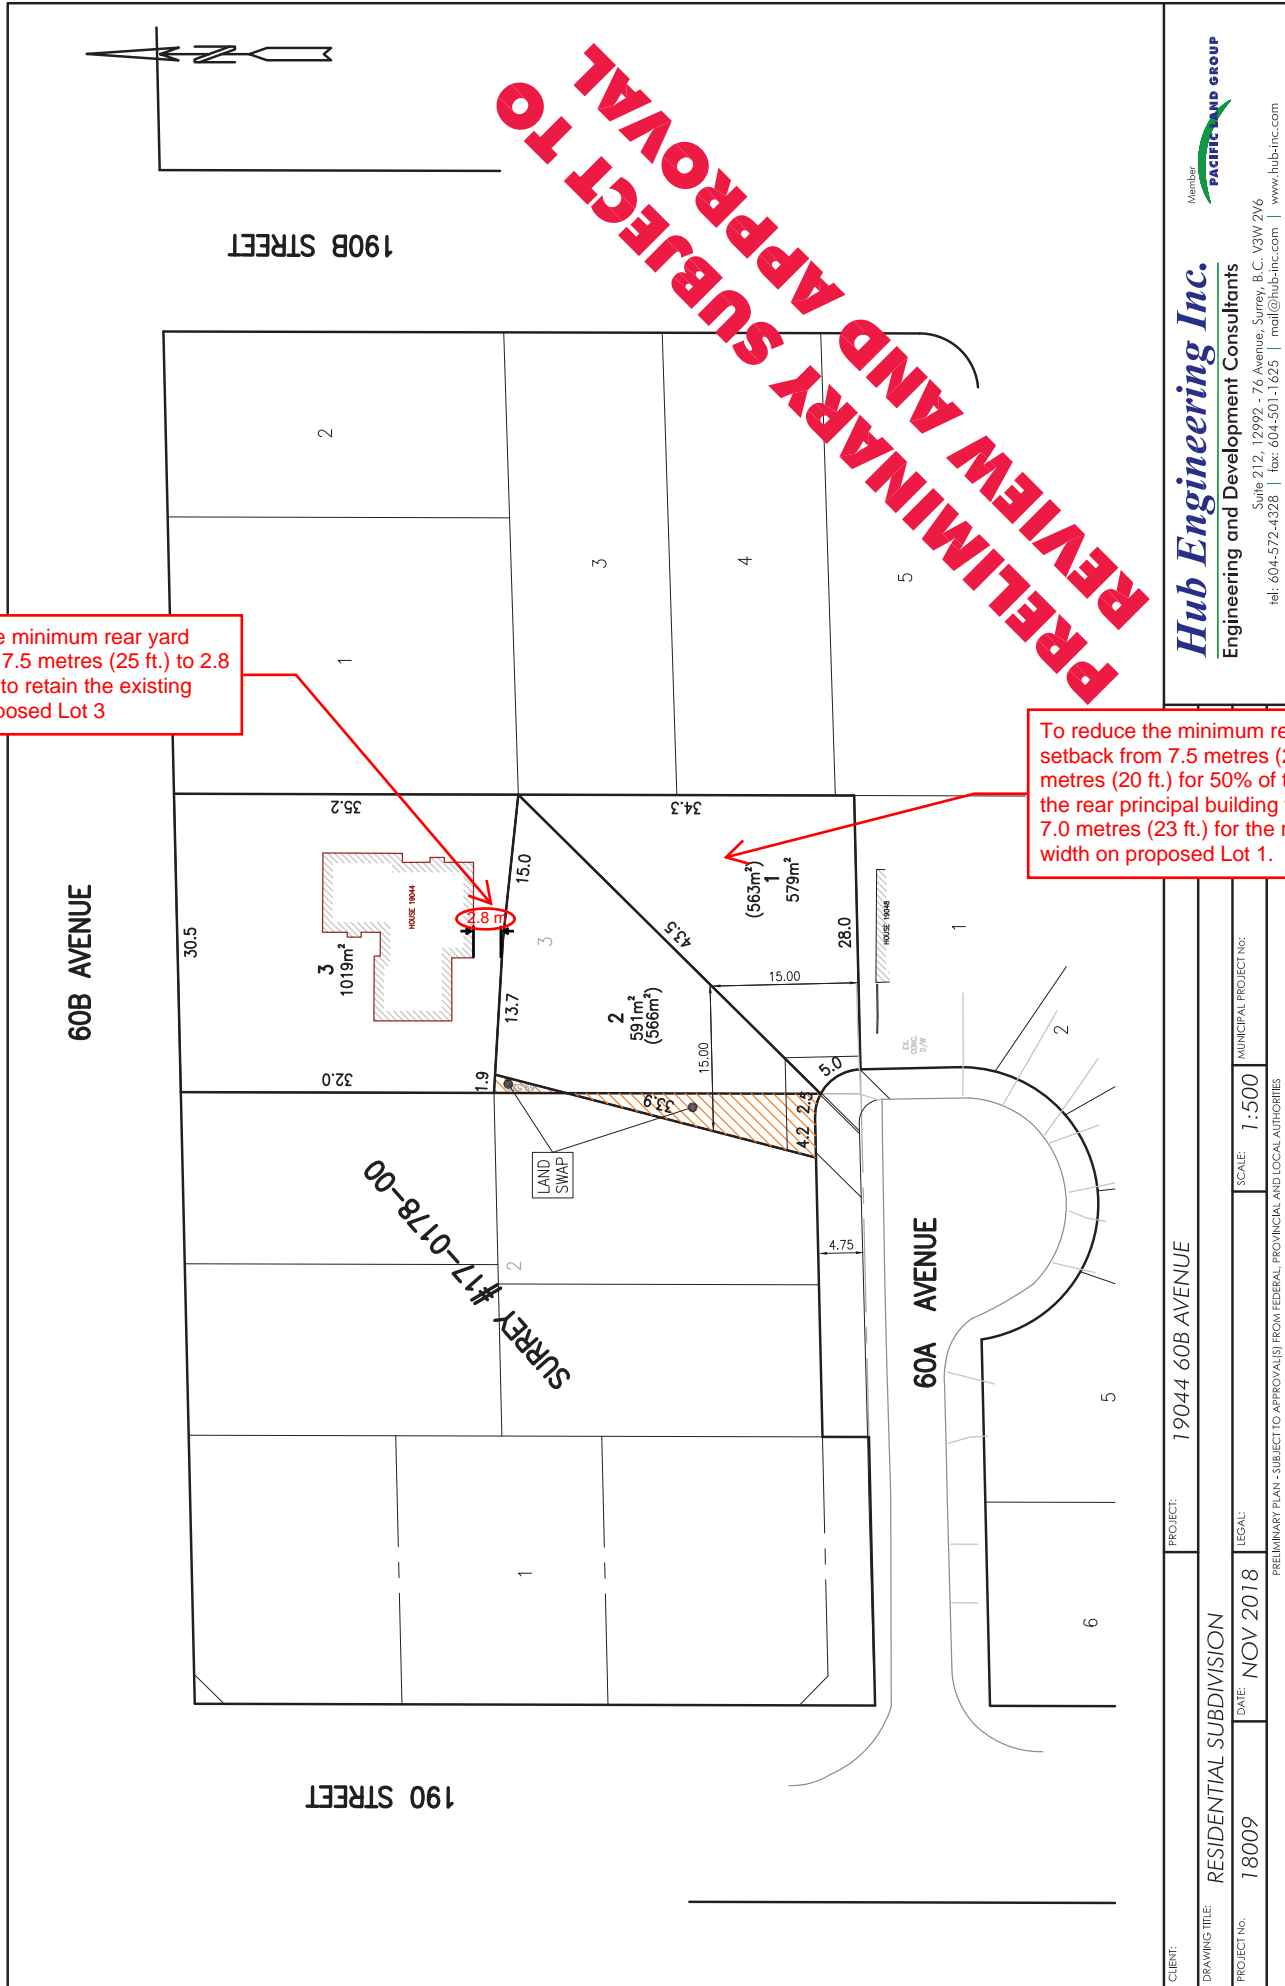 190B STREET
60B AVENUE
190 STREET
60A AVENUE
PRELIMINARY SUBJECT TO
REVIEW AND APPROVAL
e minimum rear yard
7.5 metres (25 ft.) to 2.8
to retain the existing
posed Lot 3
To reduce the minimum re
setback from 7.5 metres (2
metres (20 ft.) for 50% of t
the rear principal building
7.0 metres (23 ft.) for the r
width on proposed Lot 1.
2
1
3
4
5
35.2
30.5
32.0
34.3
HOUSE 19044
3
1019m²
2.8 m
15.0
13.7
1.9
3
43.5
(563m²)
1
579m²
28.0
HOUSE 19048
1
15.00
15.00
2
591m²
(566m²)
33.9
5.0
2.5
4.2
EX.
CONC.
D/W
2
LAND
SWAP
SURREY #17-0178-00
2
4.75
1
5
6
Hub Engineering Inc.
Engineering and Development Consultants
Member
PACIFIC LAND GROUP
Suite 212, 12992 - 76 Avenue, Surrey, B.C. V3W 2V6
tel: 604-572-4328 | fax: 604-501-1625 | mail@hub-inc.com | www.hub-inc.com
CLIENT:
PROJECT: 19044 60B AVENUE
DRAWING TITLE: RESIDENTIAL SUBDIVISION
PROJECT No. 18009
DATE: NOV 2018
LEGAL:
SCALE: 1:500
MUNICIPAL PROJECT No:
PRELIMINARY PLAN - SUBJECT TO APPROVAL(S) FROM FEDERAL, PROVINCIAL AND LOCAL AUTHORITIES